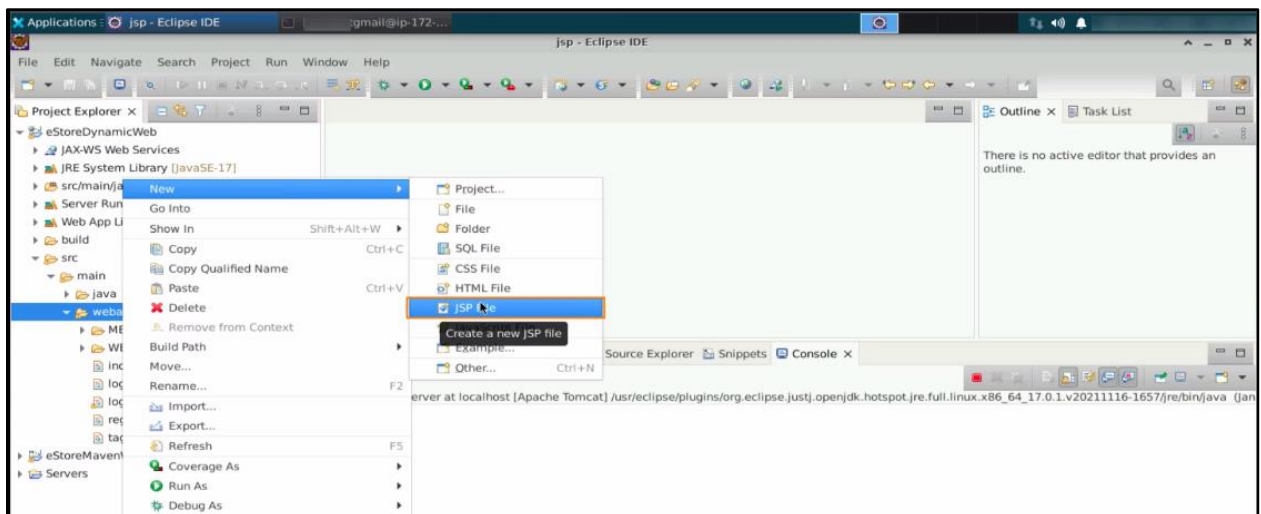 Applications
jsp - Eclipse IDE
:gmail@ip-172-...
jsp - Eclipse IDE
File Edit Navigate Search Project Run Window Help
Project Explorer
Outline
Task List
There is no active editor that provides an
outline.
eStoreDynamicWeb
JAX-WS Web Services
JRE System Library [JavaSE-17]
src/main/ja
Server Run
Web App Li
build
src
main
java
weba
ME
WE
ind
log
log
reg
tag
eStoreMaven
Servers
New
Go Into
Show In Shift+Alt+W
Copy Ctrl+C
Copy Qualified Name
Paste Ctrl+V
Delete
Remove from Context
Build Path
Move...
Rename... F2
Import...
Export...
Refresh F5
Coverage As
Run As
Debug As
Project...
File
Folder
SQL File
CSS File
HTML File
JSP File
Create a new JSP file
Example...
Other... Ctrl+N
Source Explorer Snippets Console
erver at localhost [Apache Tomcat] /usr/eclipse/plugins/org.eclipse.justj.openjdk.hotspot.jre.full.linux.x86_64_17.0.1.v20211116-1657/jre/bin/java (Jan